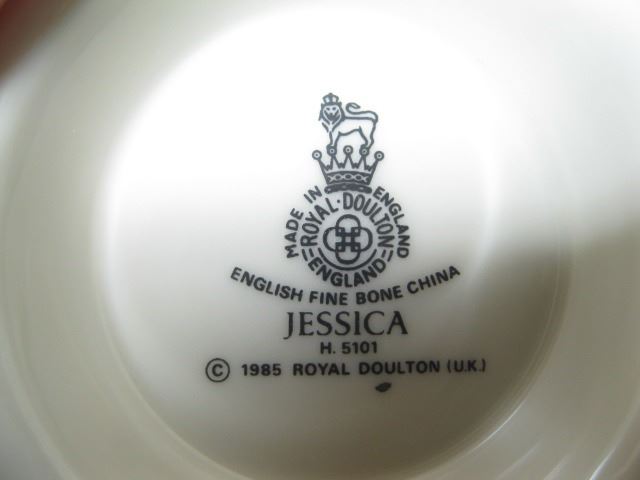 MADE IN ENGLAND
ROYAL·DOULTON
ENGLAND
ENGLISH FINE BONE CHINA
JESSICA
H. 5101
© 1985 ROYAL DOULTON (U.K.)